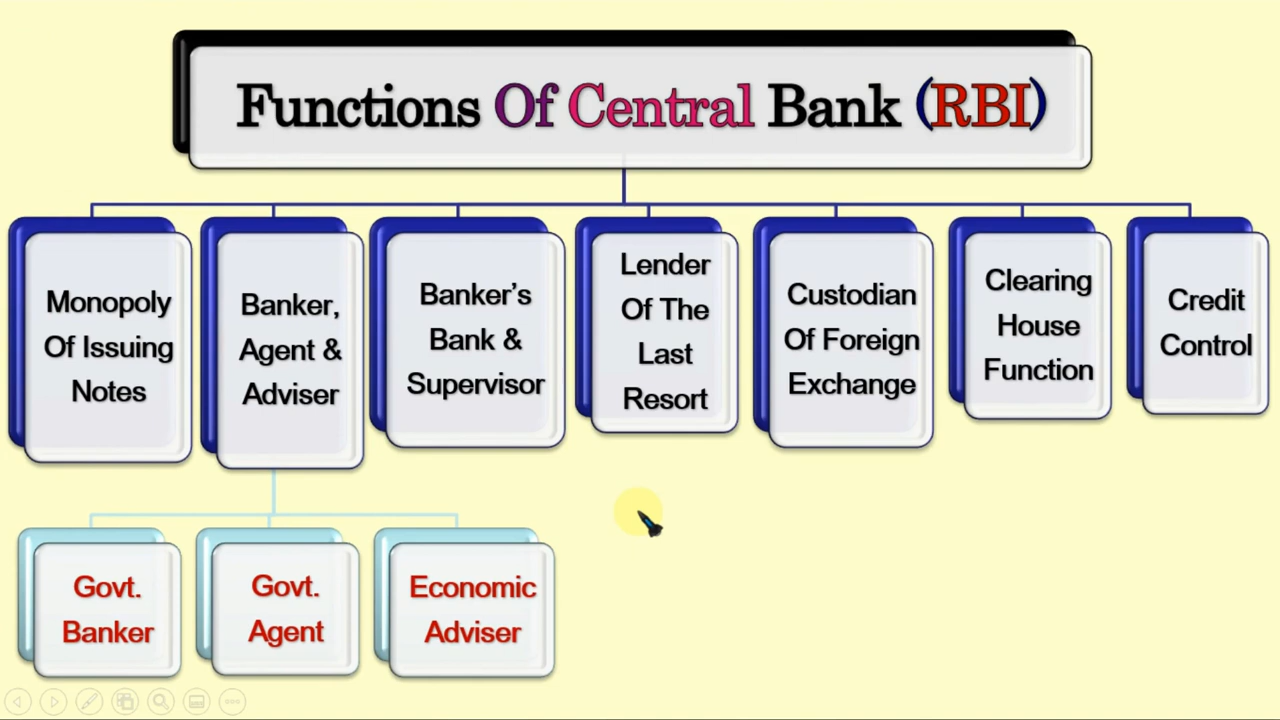 Functions Of Central Bank (RBI)
Monopoly
Of Issuing
Notes
Banker,
Agent &
Adviser
Banker's
Bank &
Supervisor
Lender
Of The
Last
Resort
Custodian
Of Foreign
Exchange
Clearing
House
Function
Credit
Control
Govt.
Banker
Govt.
Agent
Economic
Adviser